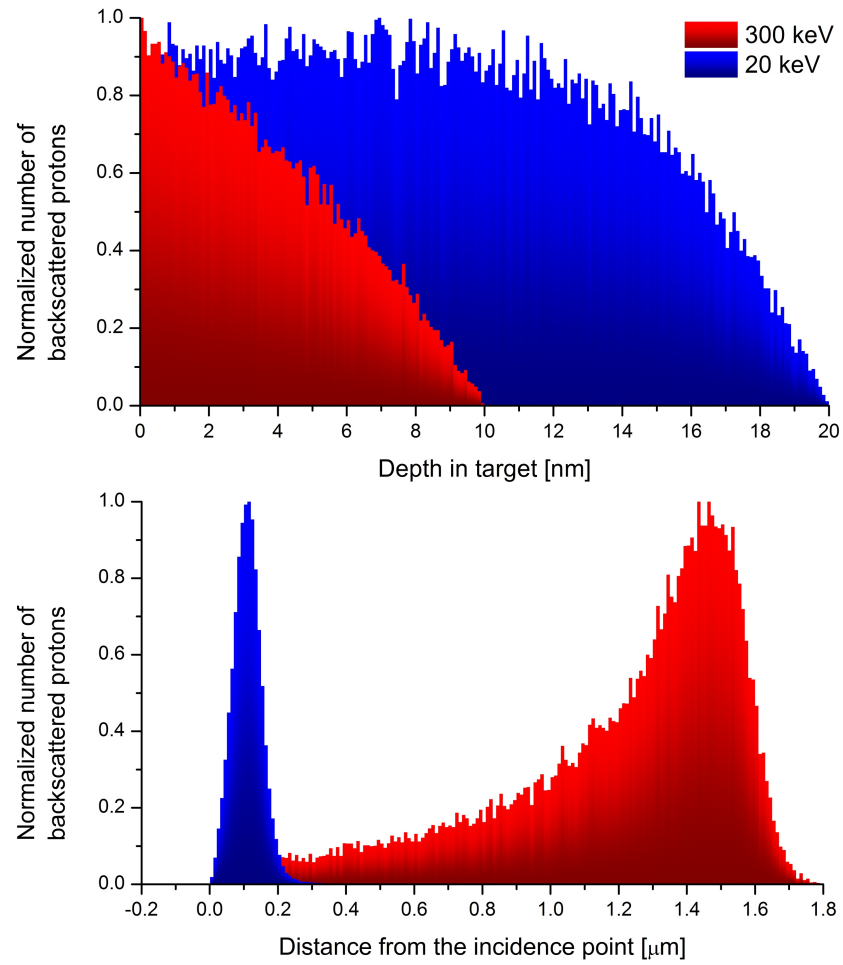 300 keV
20 keV
Normalized number of
backscattered protons
1.0
0.8
0.6
0.4
0.2
0.0
0 2 4 6 8 10 12 14 16 18 20
Depth in target [nm]
Normalized number of
backscattered protons
1.0
0.8
0.6
0.4
0.2
0.0
-0.2 0.0 0.2 0.4 0.6 0.8 1.0 1.2 1.4 1.6 1.8
Distance from the incidence point [μm]